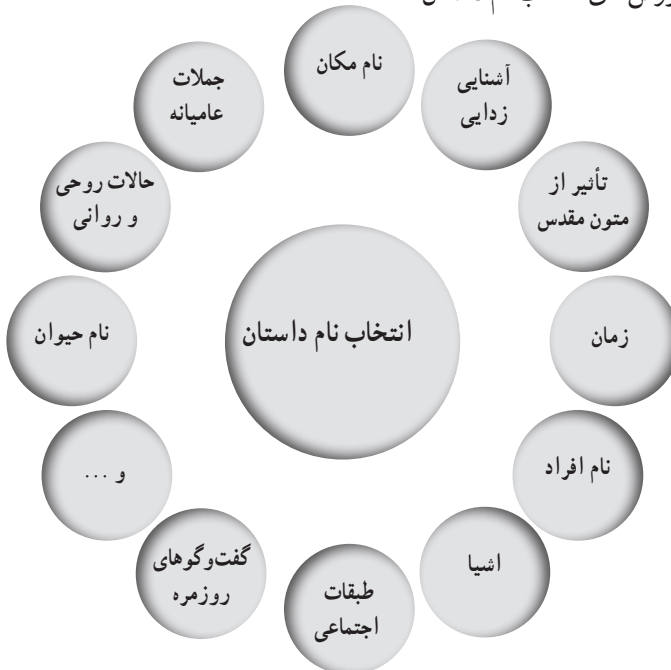 نام مکان
آشنایی
زدایی
تأثیر از
متون مقدس
زمان
نام افراد
اشیا
طبقات
اجتماعی
گفت‌وگوهای
روزمره
و ...
نام حیوان
حالات روحی
و روانی
جملات
عامیانه
انتخاب نام داستان